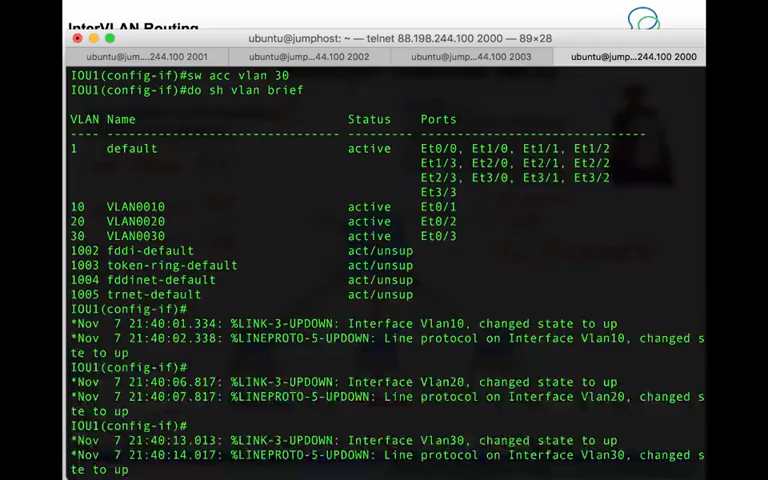 InterVLAN Routing
ubuntu@jumphost: ~ — telnet 88.198.244.100 2000 — 89×28
ubuntu@jum....244.100 2001
ubuntu@jump...44.100 2002
ubuntu@jump...44.100 2003
ubuntu@jump...44.100 2000
IOU1(config-if)#sw acc vlan 30
IOU1(config-if)#do sh vlan brief
VLAN Name                             Status    Ports
---- -------------------------------- --------- -------------------------------
1    default                          active    Et0/0, Et1/0, Et1/1, Et1/2
Et1/3, Et2/0, Et2/1, Et2/2
Et2/3, Et3/0, Et3/1, Et3/2
Et3/3
10   VLAN0010                         active    Et0/1
20   VLAN0020                         active    Et0/2
30   VLAN0030                         active    Et0/3
1002 fddi-default                     act/unsup
1003 token-ring-default               act/unsup
1004 fddinet-default                  act/unsup
1005 trnet-default                    act/unsup
IOU1(config-if)#
*Nov  7 21:40:01.334: %LINK-3-UPDOWN: Interface Vlan10, changed state to up
*Nov  7 21:40:02.338: %LINEPROTO-5-UPDOWN: Line protocol on Interface Vlan10, changed s
te to up
IOU1(config-if)#
*Nov  7 21:40:06.817: %LINK-3-UPDOWN: Interface Vlan20, changed state to up
*Nov  7 21:40:07.817: %LINEPROTO-5-UPDOWN: Line protocol on Interface Vlan20, changed s
te to up
IOU1(config-if)#
*Nov  7 21:40:13.013: %LINK-3-UPDOWN: Interface Vlan30, changed state to up
*Nov  7 21:40:14.017: %LINEPROTO-5-UPDOWN: Line protocol on Interface Vlan30, changed s
te to up